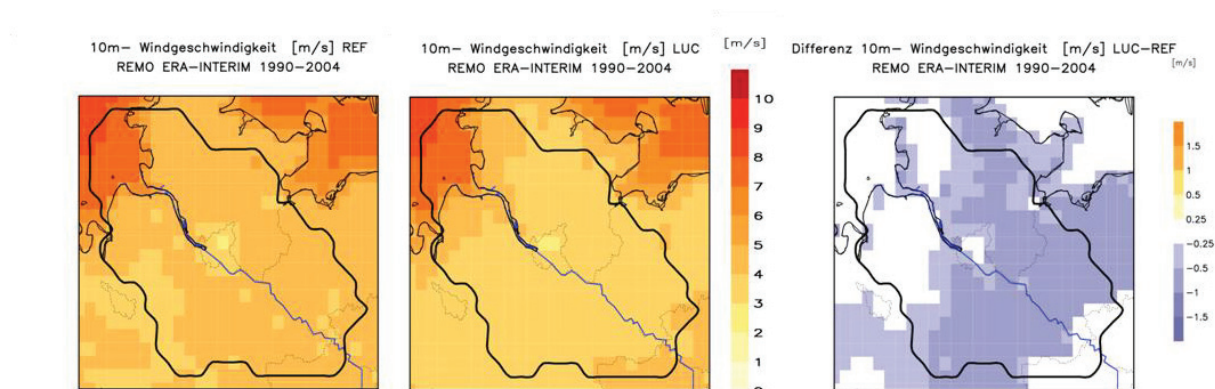 10m- Windgeschwindigkeit [m/s] REF
REMO ERA-INTERIM 1990-2004
10m- Windgeschwindigkeit [m/s] LUC
REMO ERA-INTERIM 1990-2004
[m/s]
10
9
8
7
6
5
4
3
2
1
Differenz 10m- Windgeschwindigkeit [m/s] LUC-REF
REMO ERA-INTERIM 1990-2004
[m/s]
1.5
1
0.5
0.25
-0.25
-0.5
-1
-1.5